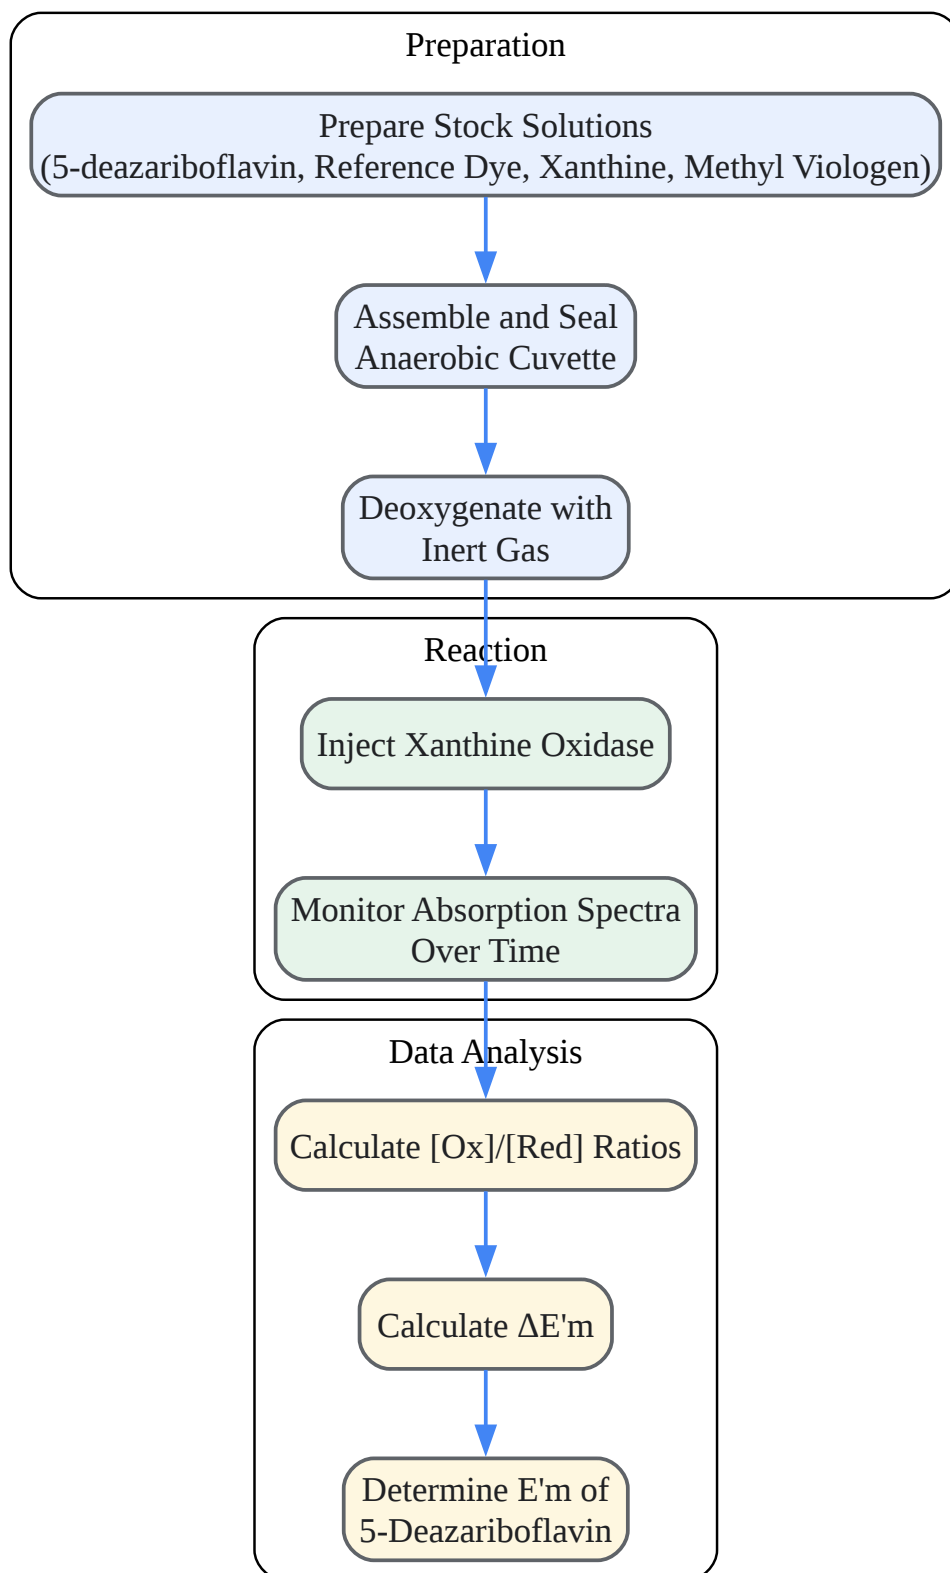 Preparation
Prepare Stock Solutions
(5-deazariboflavin, Reference Dye, Xanthine, Methyl Viologen)
Assemble and Seal
Anaerobic Cuvette
Deoxygenate with
Inert Gas
Reaction
Inject Xanthine Oxidase
Monitor Absorption Spectra
Over Time
Data Analysis
Calculate [Ox]/[Red] Ratios
Calculate ΔE'm
Determine E'm of
5-Deazariboflavin